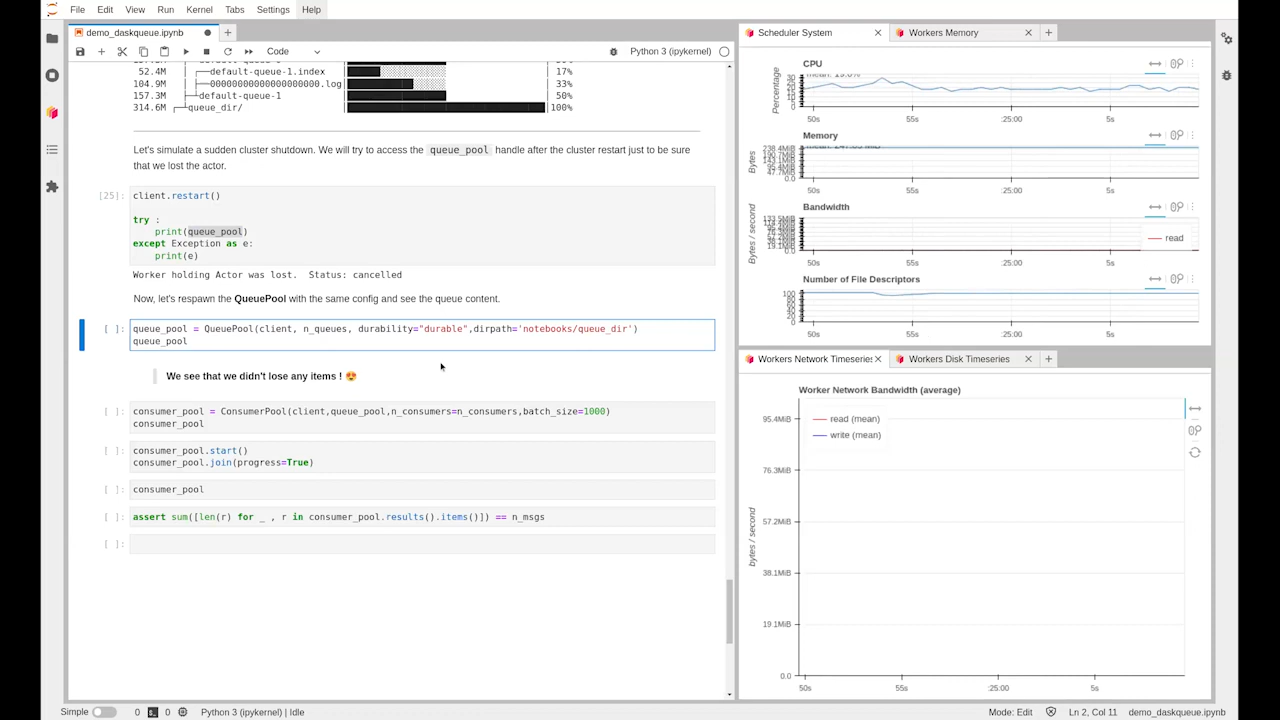 File Edit View Run Kernel Tabs Settings Help
demo_daskqueue.ipynb
Code
Python 3 (ipykernel)
52.4M │ ┌──default-queue-1.index 17%
104.9M │ ├──00000000000000000000.log 33%
157.3M ├─┴default-queue-1 50%
314.6M ┌─┴queue_dir/ 100%
Let's simulate a sudden cluster shutdown. We will try to access the queue_pool handle after the cluster restart just to be sure
that we lost the actor.
[25]: client.restart()
try :
print(queue_pool)
except Exception as e:
print(e)
Worker holding Actor was lost.  Status: cancelled
Now, let's respawn the QueuePool with the same config and see the queue content.
[ ]: queue_pool = QueuePool(client, n_queues, durability="durable",dirpath='notebooks/queue_dir')
queue_pool
We see that we didn't lose any items ! 😍
[ ]: consumer_pool = ConsumerPool(client,queue_pool,n_consumers=n_consumers,batch_size=1000)
consumer_pool
[ ]: consumer_pool.start()
consumer_pool.join(progress=True)
[ ]: consumer_pool
[ ]: assert sum([len(r) for _ , r in consumer_pool.results().items()]) == n_msgs
[ ]:
Scheduler System
Workers Memory
CPU
Percentage
50s 55s :25:00 5s
Memory
Bytes
238.4MiB
47.7MiB
0.0
50s 55s :25:00 5s
Bandwidth
Bytes / second
0.0
read
50s 55s :25:00 5s
Number of File Descriptors
100
0
50s 55s :25:00 5s
Workers Network Timeseries
Workers Disk Timeseries
Worker Network Bandwidth (average)
read (mean)
write (mean)
bytes / second
95.4MiB
76.3MiB
57.2MiB
38.1MiB
19.1MiB
0.0
50s 55s :25:00 5s
Simple 0 0 Python 3 (ipykernel) | Idle
Mode: Edit Ln 2, Col 11 demo_daskqueue.ipynb